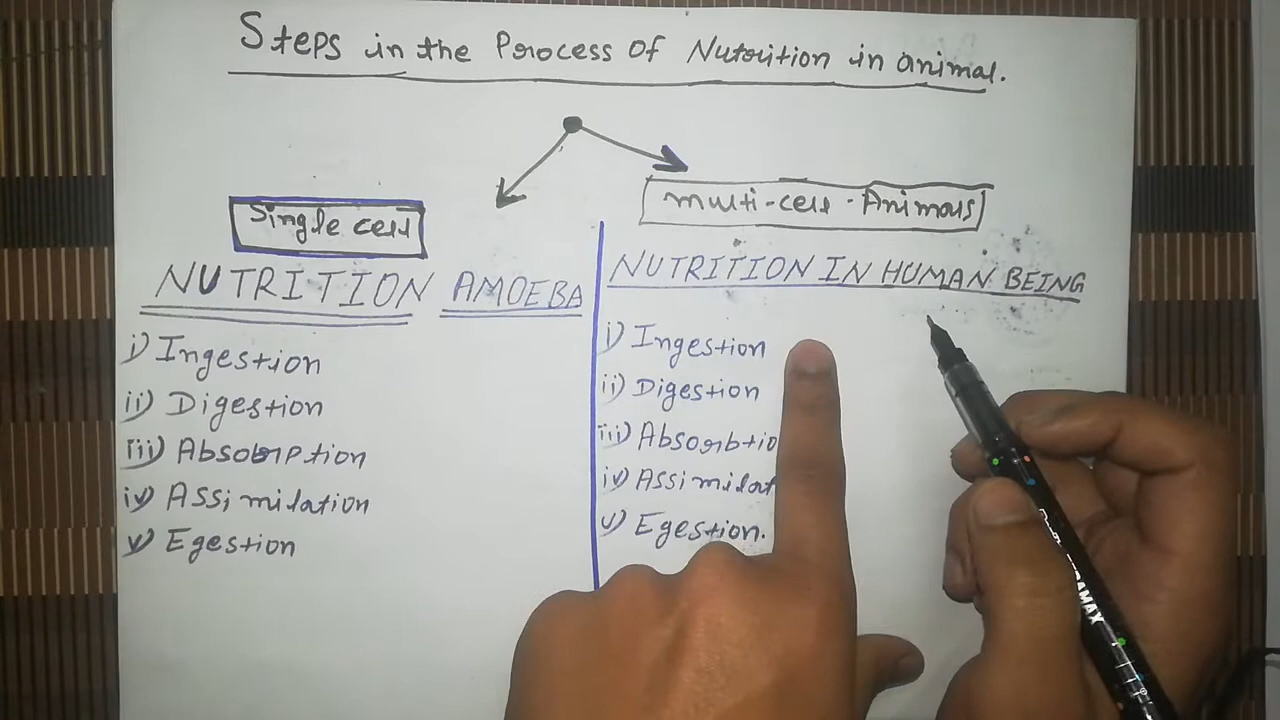 Steps in the Process Of Nutrition in animal.
Single cell
Multi-cell-Animals
NUTRITION AMOEBA
i) Ingestion
ii) Digestion
iii) Absorption
iv) Assimilation
v) Egestion
NUTRITION IN HUMAN BEING
i) Ingestion
ii) Digestion
iii) Absorbtio
iv) Assimilat
v) Egestion.